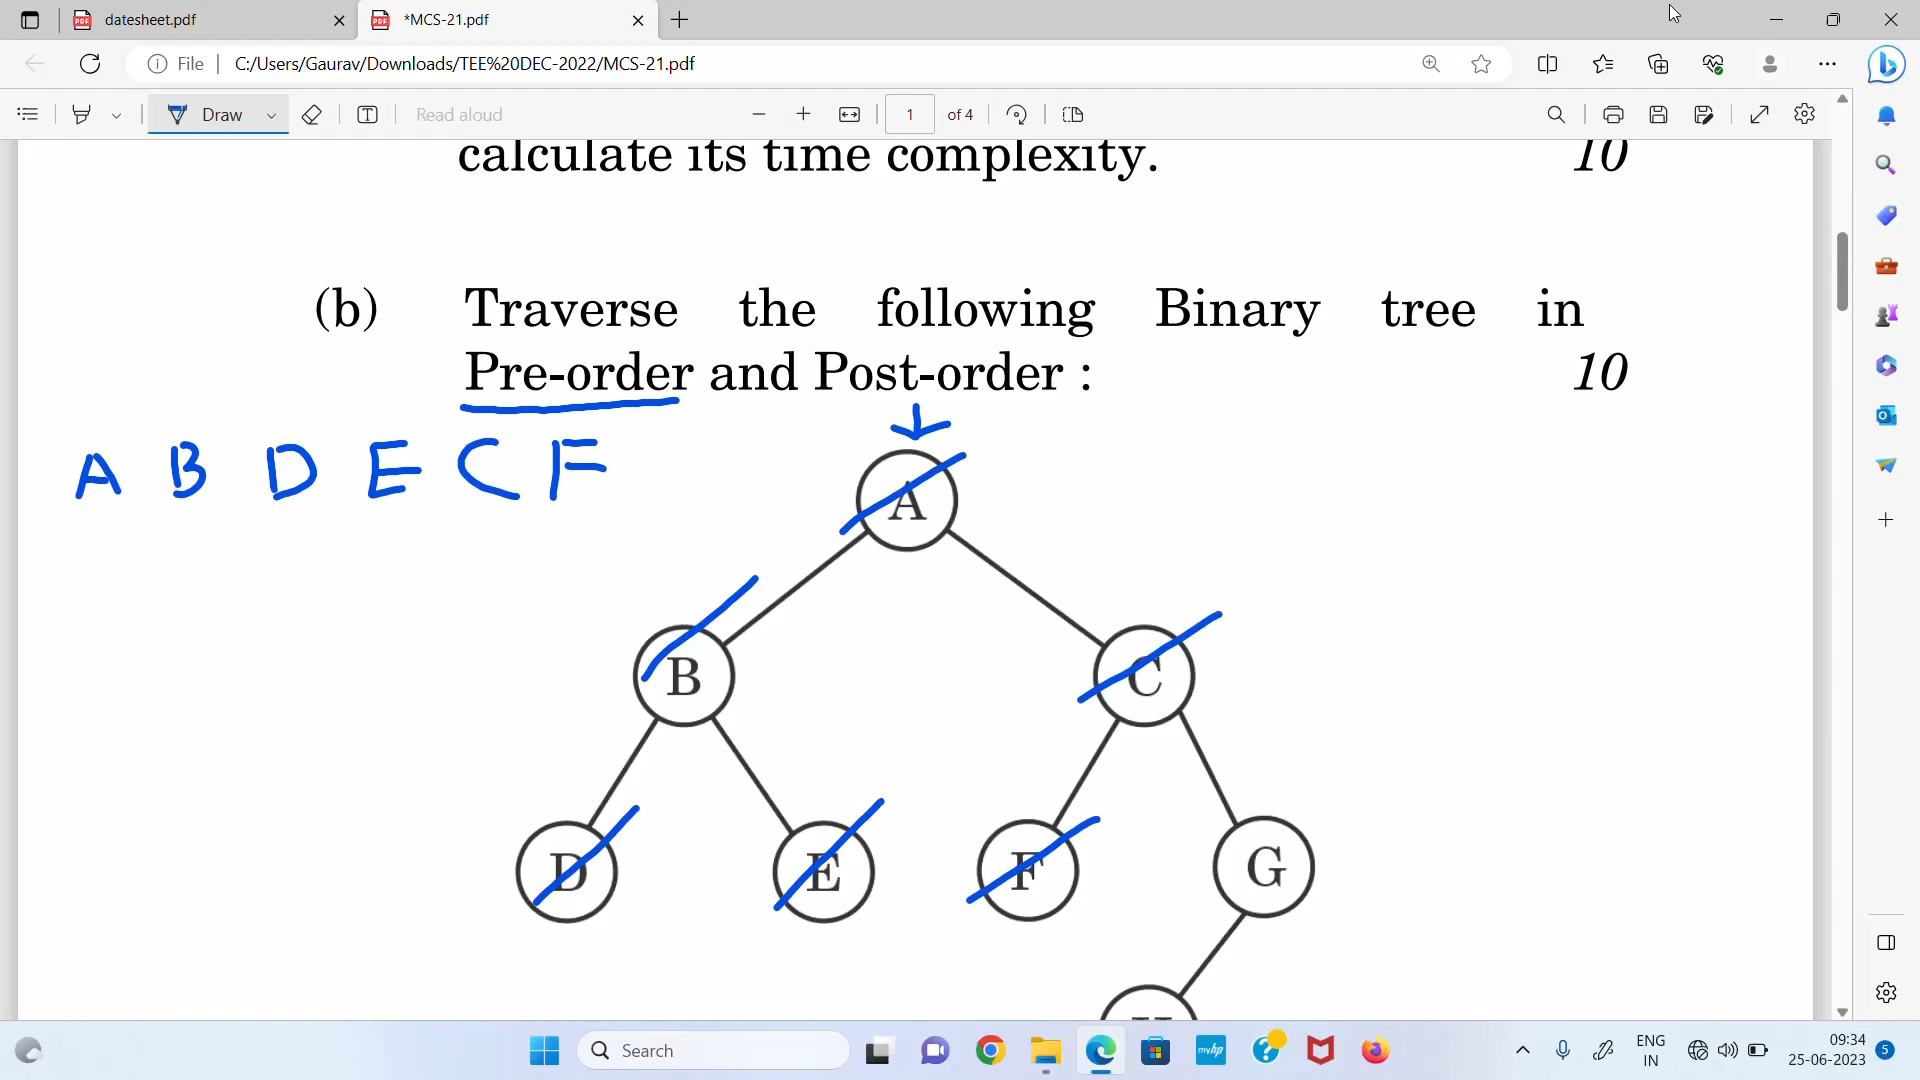 datesheet.pdf
*MCS-21.pdf
File
C:/Users/Gaurav/Downloads/TEE%20DEC-2022/MCS-21.pdf
Draw
Read aloud
1 of 4
calculate its time complexity. 10
(b) Traverse the following Binary tree in
Pre-order and Post-order : 10
A B D E C F
A
B C
D E F G
Search
myhp
ENG
IN
09:34
25-06-2023
5